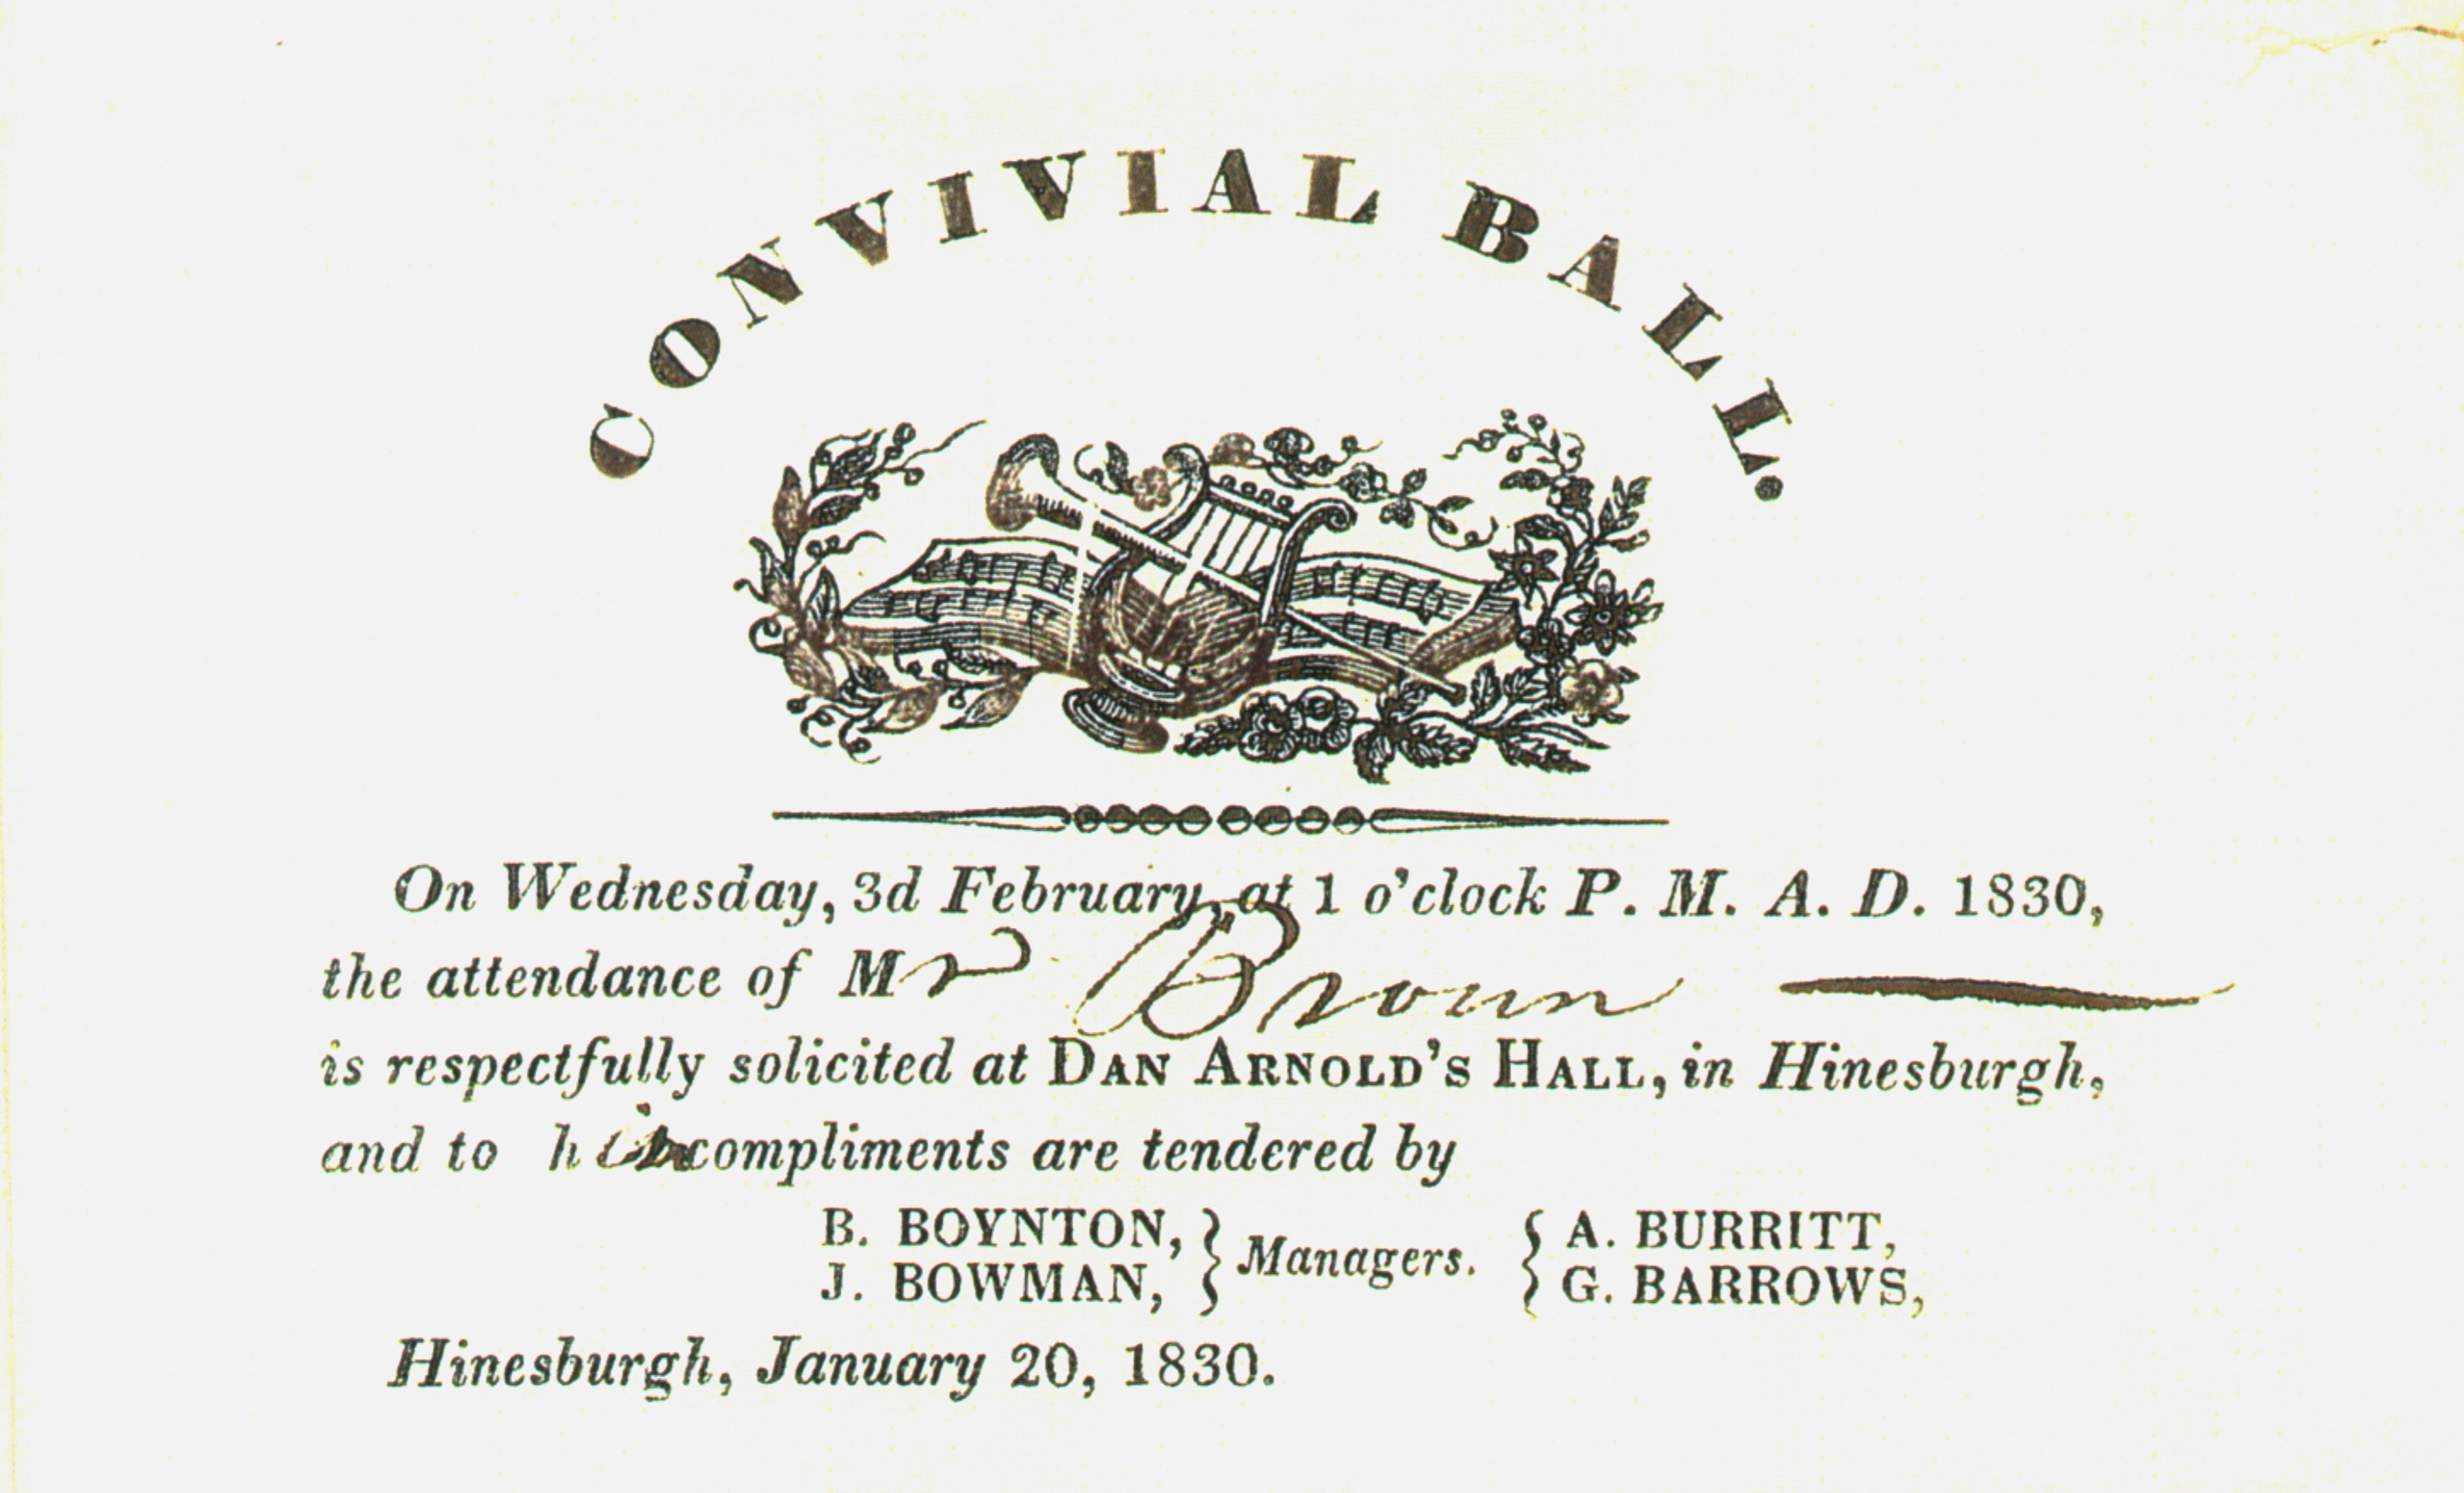 CONVIVIAL BALL.
On Wednesday, 3d February, at 1 o'clock P. M. A. D. 1830,
the attendance of Mr Broun
is respectfully solicited at DAN ARNOLD'S HALL, in Hinesburgh,
and to him compliments are tendered by
B. BOYNTON, } Managers. { A. BURRITT,
J. BOWMAN, } { G. BARROWS,
Hinesburgh, January 20, 1830.